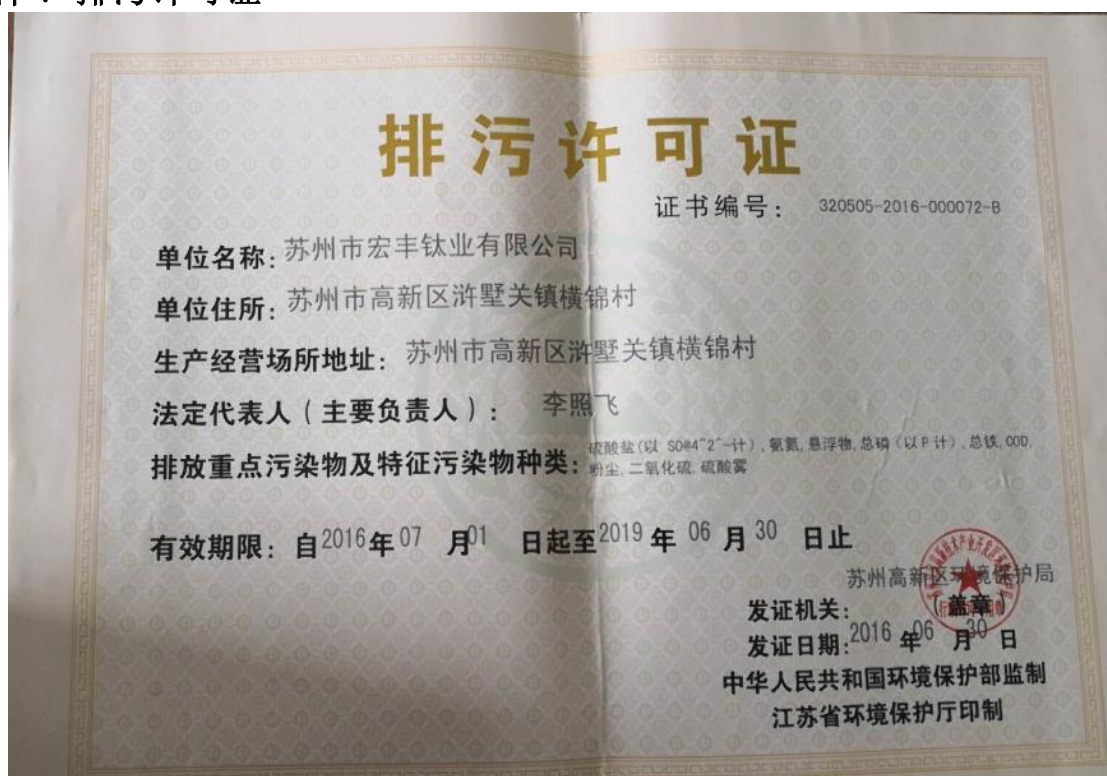 排污许可证
排污许可证
证书编号： 320505-2016-000072-B
单位名称：苏州市宏丰钛业有限公司
单位住所：苏州市高新区浒墅关镇横锦村
生产经营场所地址：苏州市高新区浒墅关镇横锦村
法定代表人（主要负责人）：李照飞
排放重点污染物及特征污染物种类：硫酸盐(以 SO#4^2^-计),氨氮,悬浮物,总磷(以P计),总铁,COD,
粉尘,二氧化硫,硫酸雾
有效期限：自2016年07月01日起至2019年06月30日止
苏州高新区环境保护局
发证机关：（盖章）
发证日期：2016年06月30日
中华人民共和国环境保护部监制
江苏省环境保护厅印制